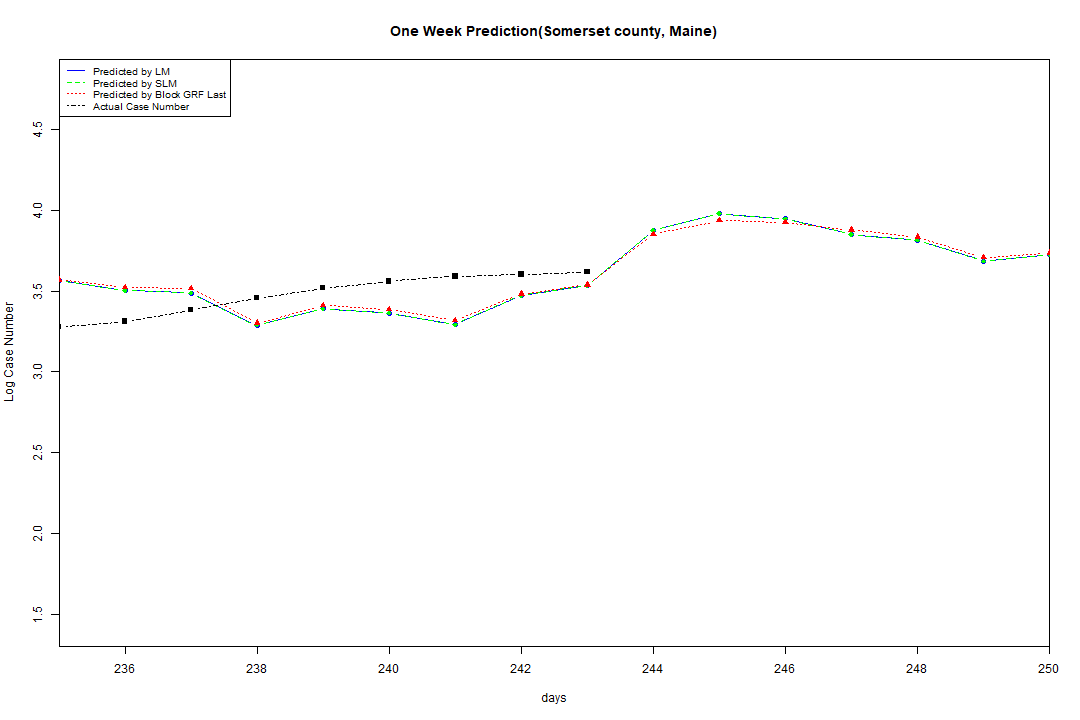 One Week Prediction(Somerset county, Maine)
Predicted by LM
Predicted by SLM
Predicted by Block GRF Last
Actual Case Number
Log Case Number
4.5
4.0
3.5
3.0
2.5
2.0
1.5
236 238 240 242 244 246 248 250
days